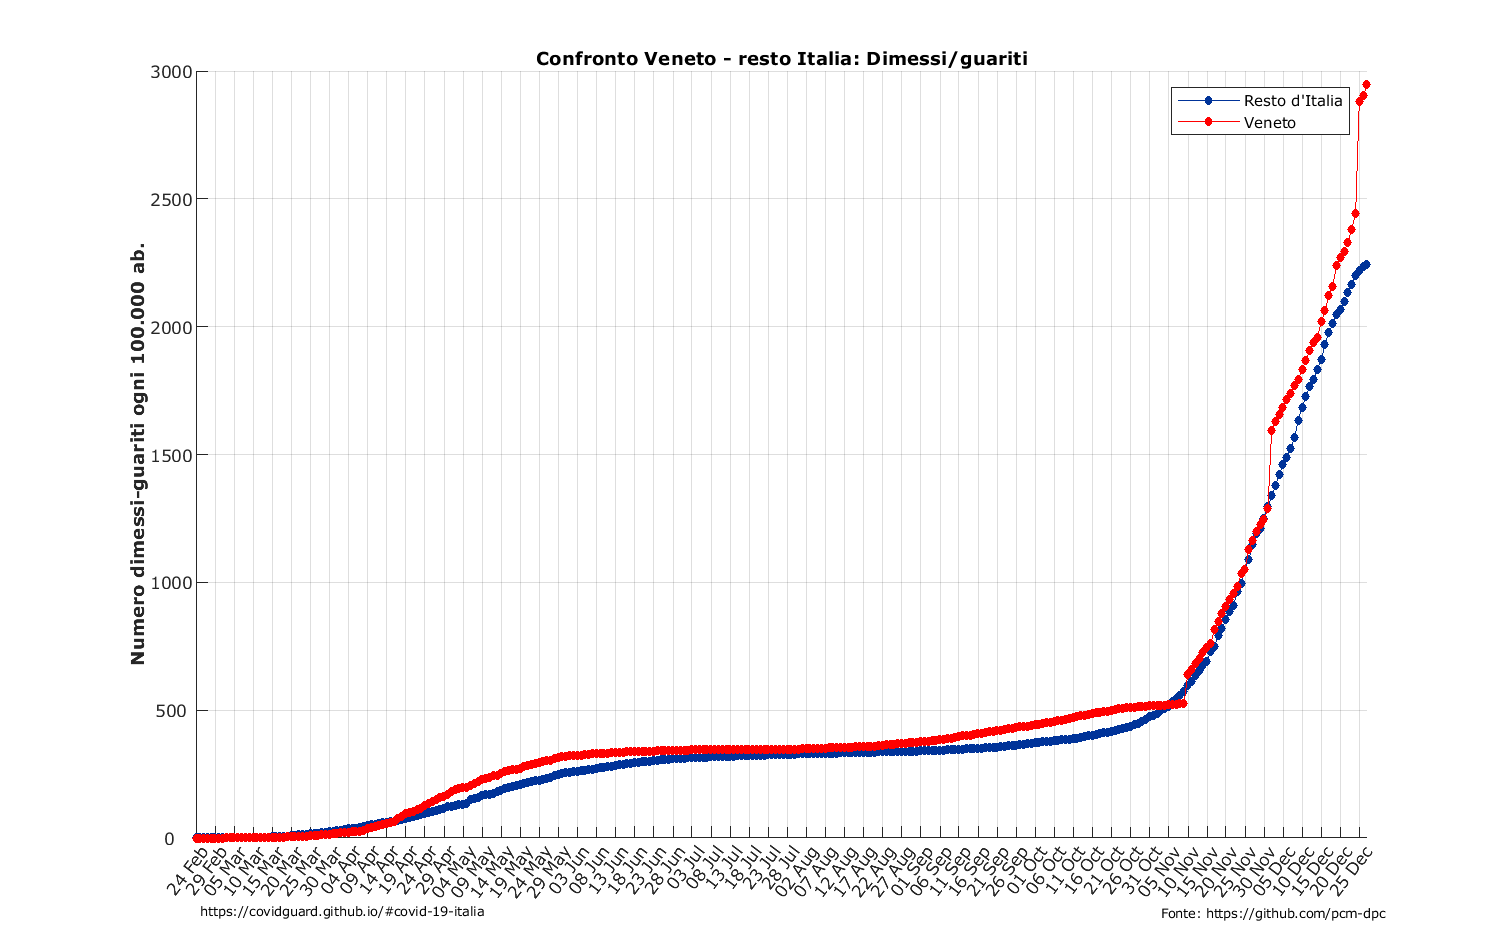 Confronto Veneto - resto Italia: Dimessi/guariti
Numero dimessi-guariti ogni 100.000 ab.
3000
2500
2000
1500
1000
500
0
Resto d'Italia
Veneto
24 Feb
29 Feb
05 Mar
10 Mar
15 Mar
20 Mar
25 Mar
30 Mar
04 Apr
09 Apr
14 Apr
19 Apr
24 Apr
29 Apr
04 May
09 May
14 May
19 May
24 May
29 May
03 Jun
08 Jun
13 Jun
18 Jun
23 Jun
28 Jun
03 Jul
08 Jul
13 Jul
18 Jul
23 Jul
28 Jul
02 Aug
07 Aug
12 Aug
17 Aug
22 Aug
27 Aug
01 Sep
06 Sep
11 Sep
16 Sep
21 Sep
26 Sep
01 Oct
06 Oct
11 Oct
16 Oct
21 Oct
26 Oct
31 Oct
05 Nov
10 Nov
15 Nov
20 Nov
25 Nov
30 Nov
05 Dec
10 Dec
15 Dec
20 Dec
25 Dec
https://covidguard.github.io/#covid-19-italia
Fonte: https://github.com/pcm-dpc